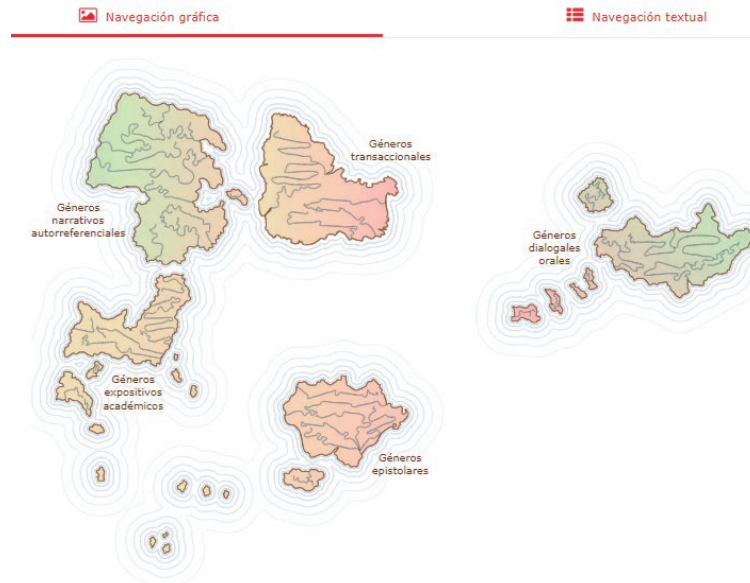 Navegación gráfica
Navegación textual
Géneros
transaccionales
Géneros
narrativos
autorreferenciales
Géneros
dialogales
orales
Géneros
expositivos
académicos
Géneros
epistolares